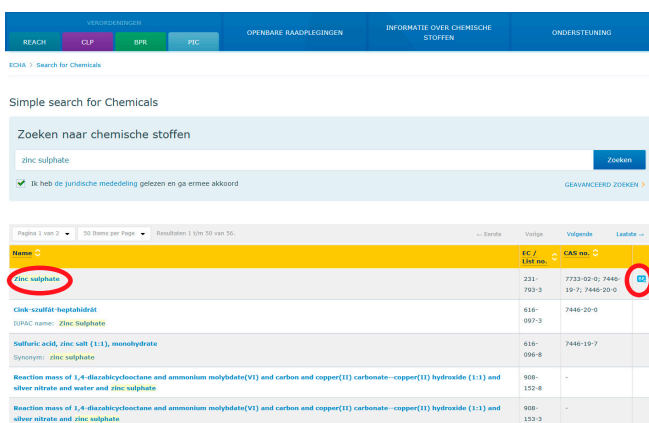 VERORDENINGEN
REACH CLP BPR PIC
OPENBARE RAADPLEGINGEN
INFORMATIE OVER CHEMISCHE
STOFFEN
ONDERSTEUNING
ECHA > Search for Chemicals
Simple search for Chemicals
Zoeken naar chemische stoffen
zinc sulphate
Zoeken
Ik heb de juridische mededeling gelezen en ga ermee akkoord
GEAVANCEERD ZOEKEN >
Pagina 1 van 2 50 Items per Page Resultaten 1 t/m 50 van 56. ← Eerste Vorige Volgende Laatste →
Name EC / List no. CAS no.
Zinc sulphate 231- 7733-02-0; 7446-
793-3 19-7; 7446-20-0
Cink-szulfát-heptahidrát 616- 7446-20-0
IUPAC name: Zinc Sulphate 097-3
Sulfuric acid, zinc salt (1:1), monohydrate 616- 7446-19-7
Synonym: zinc sulphate 096-8
Reaction mass of 1,4-diazabicyclooctane and ammonium molybdate(VI) and carbon and copper(II) carbonate--copper(II) hydroxide (1:1) and 908- -
silver nitrate and water and zinc sulphate 152-8
Reaction mass of 1,4-diazabicyclooctane and ammonium molybdate(VI) and carbon and copper(II) carbonate--copper(II) hydroxide (1:1) and 908- -
silver nitrate and zinc sulphate 153-3